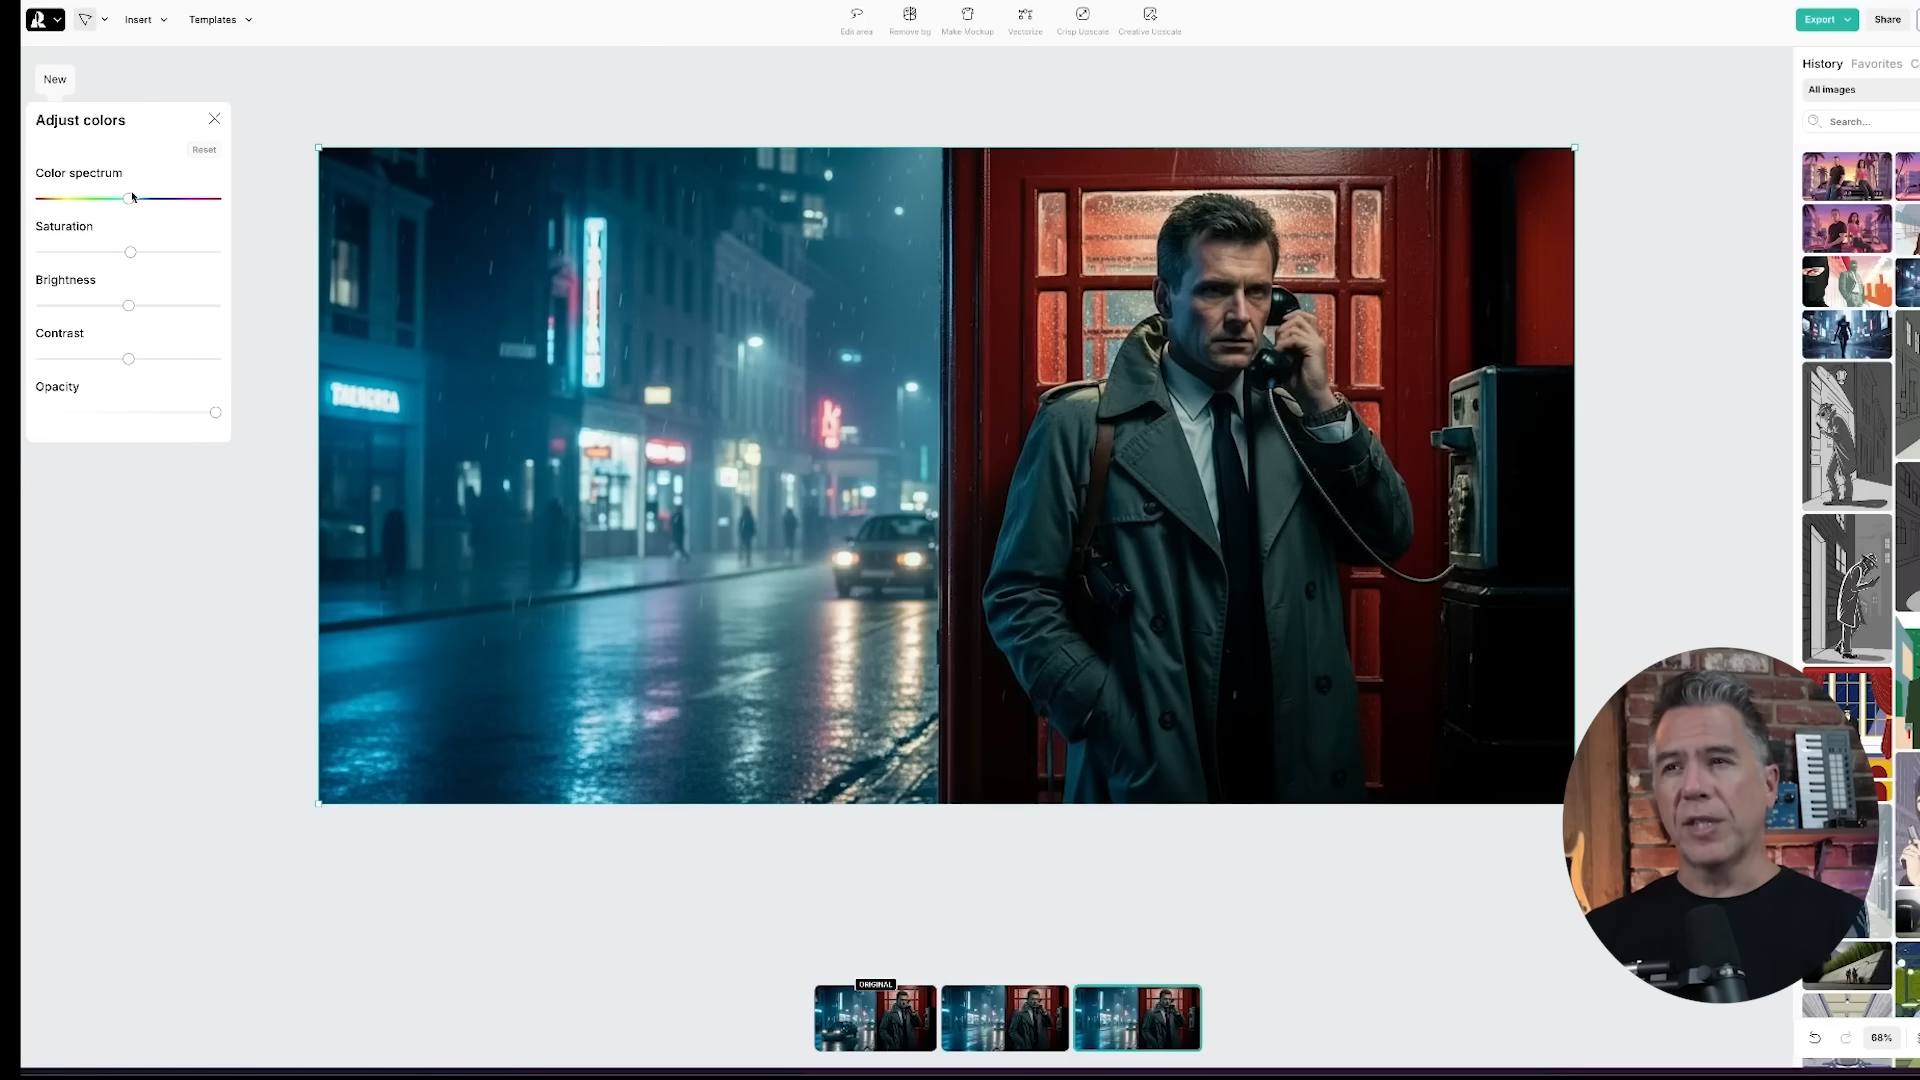 Insert
Templates
Edit area
Remove bg
Make Mockup
Vectorize
Crisp Upscale
Creative Upscale
Export
Share
New
Adjust colors
Reset
Color spectrum
Saturation
Brightness
Contrast
Opacity
History
Favorites
All images
Search...
ORIGINAL
68%